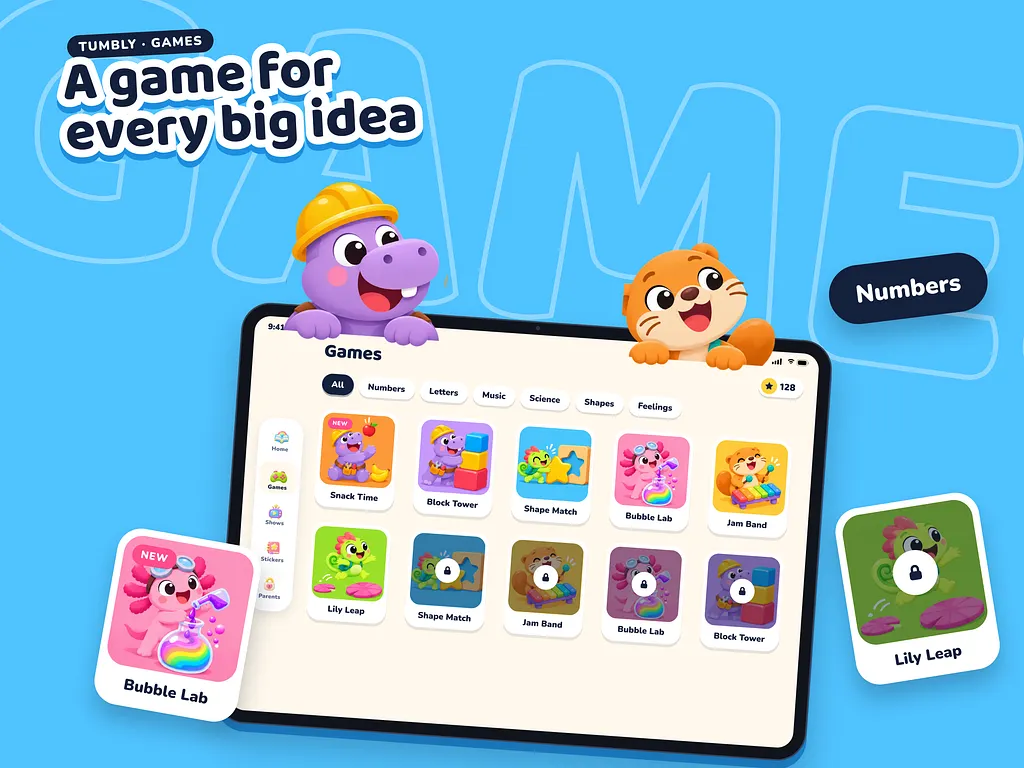 TUMBLY · GAMES
A game for
every big idea
GAME
Numbers
9:41
Games
128
All
Numbers
Letters
Music
Science
Shapes
Feelings
Home
Games
Shows
Stickers
Parents
NEW
Snack Time
Block Tower
Shape Match
Bubble Lab
Jam Band
Lily Leap
Shape Match
Jam Band
Bubble Lab
Block Tower
NEW
Bubble Lab
Lily Leap